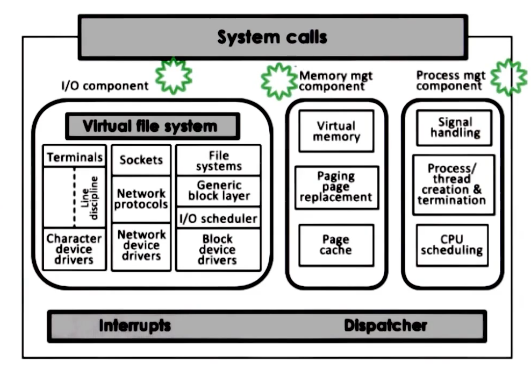 System calls
I/O component
Memory mgt
component
Process mgt
component
Virtual file system
Terminals
Line
discipline
Character
device
drivers
Sockets
Network
protocols
Network
device
drivers
File
systems
Generic
block layer
I/O scheduler
Block
device
drivers
Virtual
memory
Paging
page
replacement
Page
cache
Signal
handling
Process/
thread
creation &
termination
CPU
scheduling
Interrupts
Dispatcher